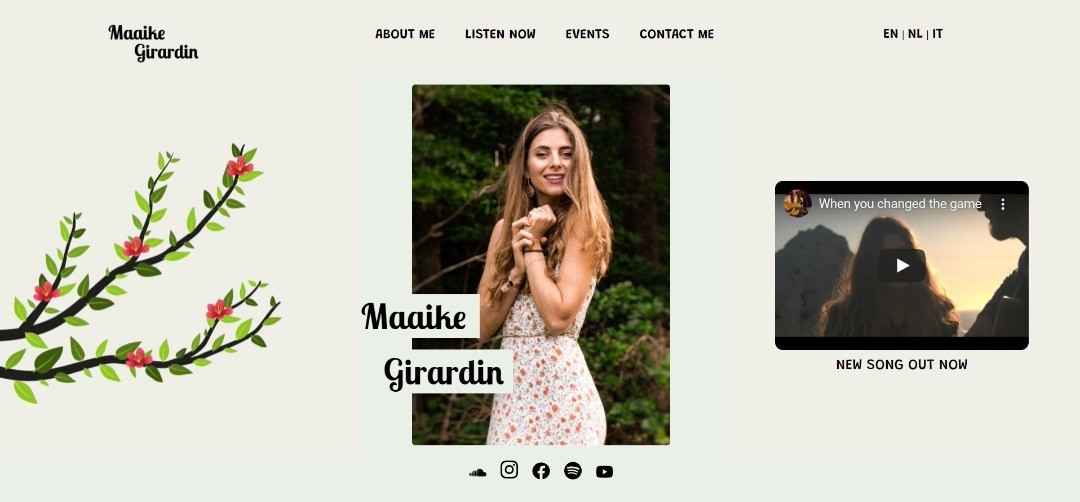 Maaike
Girardin
ABOUT ME LISTEN NOW EVENTS CONTACT ME
EN | NL | IT
When you changed the game
Maaike
Girardin
NEW SONG OUT NOW